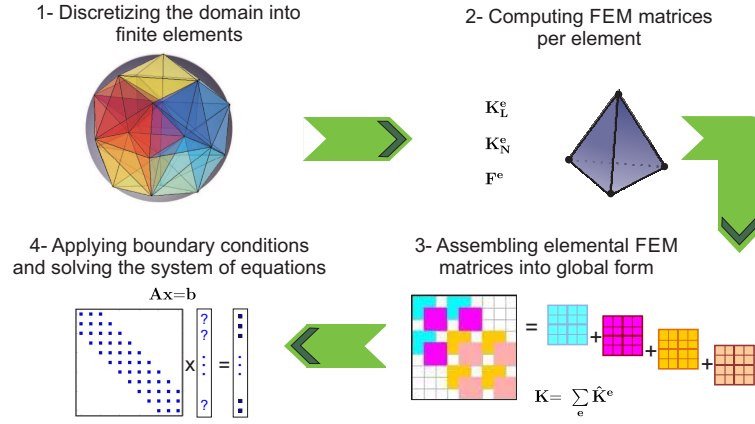 1- Discretizing the domain into
finite elements
2- Computing FEM matrices
per element
K_L^e
K_N^e
F^e
4- Applying boundary conditions
and solving the system of equations
Ax=b
?
?
?
x
=
3- Assembling elemental FEM
matrices into global form
=
+
+
+
K= ∑_e K̂^e